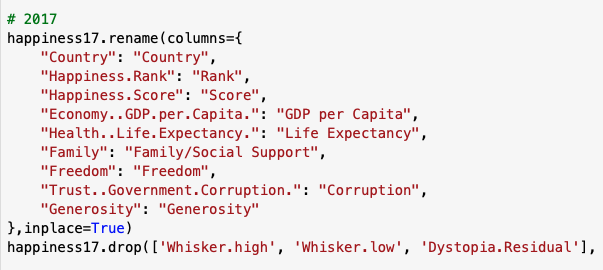 # 2017
happiness17.rename(columns={
    "Country": "Country",
    "Happiness.Rank": "Rank",
    "Happiness.Score": "Score",
    "Economy..GDP.per.Capita.": "GDP per Capita",
    "Health..Life.Expectancy.": "Life Expectancy",
    "Family": "Family/Social Support",
    "Freedom": "Freedom",
    "Trust..Government.Corruption.": "Corruption",
    "Generosity": "Generosity"
},inplace=True)
happiness17.drop(['Whisker.high', 'Whisker.low', 'Dystopia.Residual'],